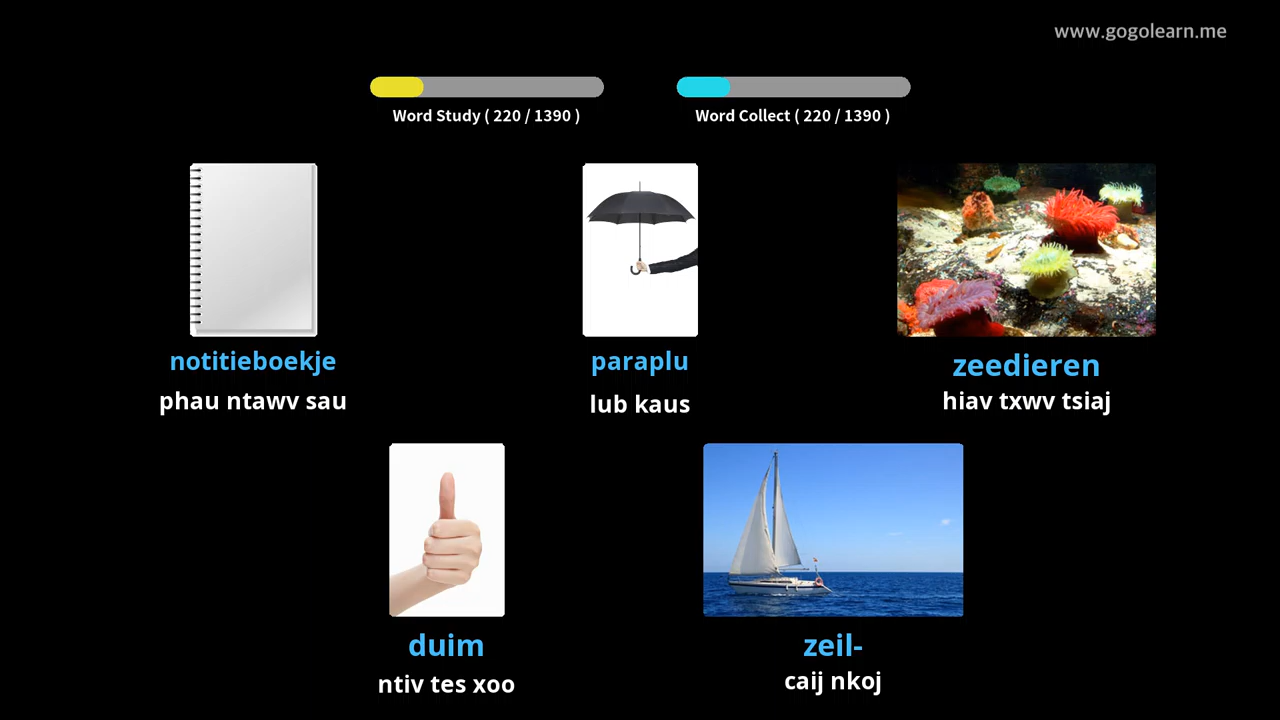 www.gogolearn.me
Word Study ( 220 / 1390 )
Word Collect ( 220 / 1390 )
notitieboekje
phau ntawv sau
paraplu
lub kaus
zeedieren
hiav txwv tsiaj
duim
ntiv tes xoo
zeil-
caij nkoj